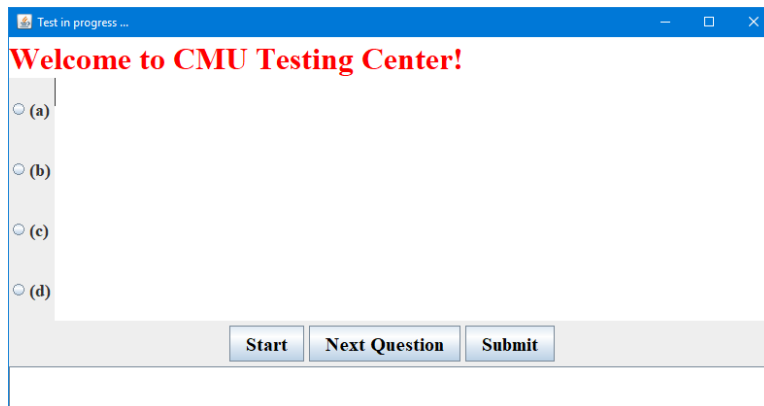 Test in progress ...
Welcome to CMU Testing Center!
(a)
(b)
(c)
(d)
Start Next Question Submit